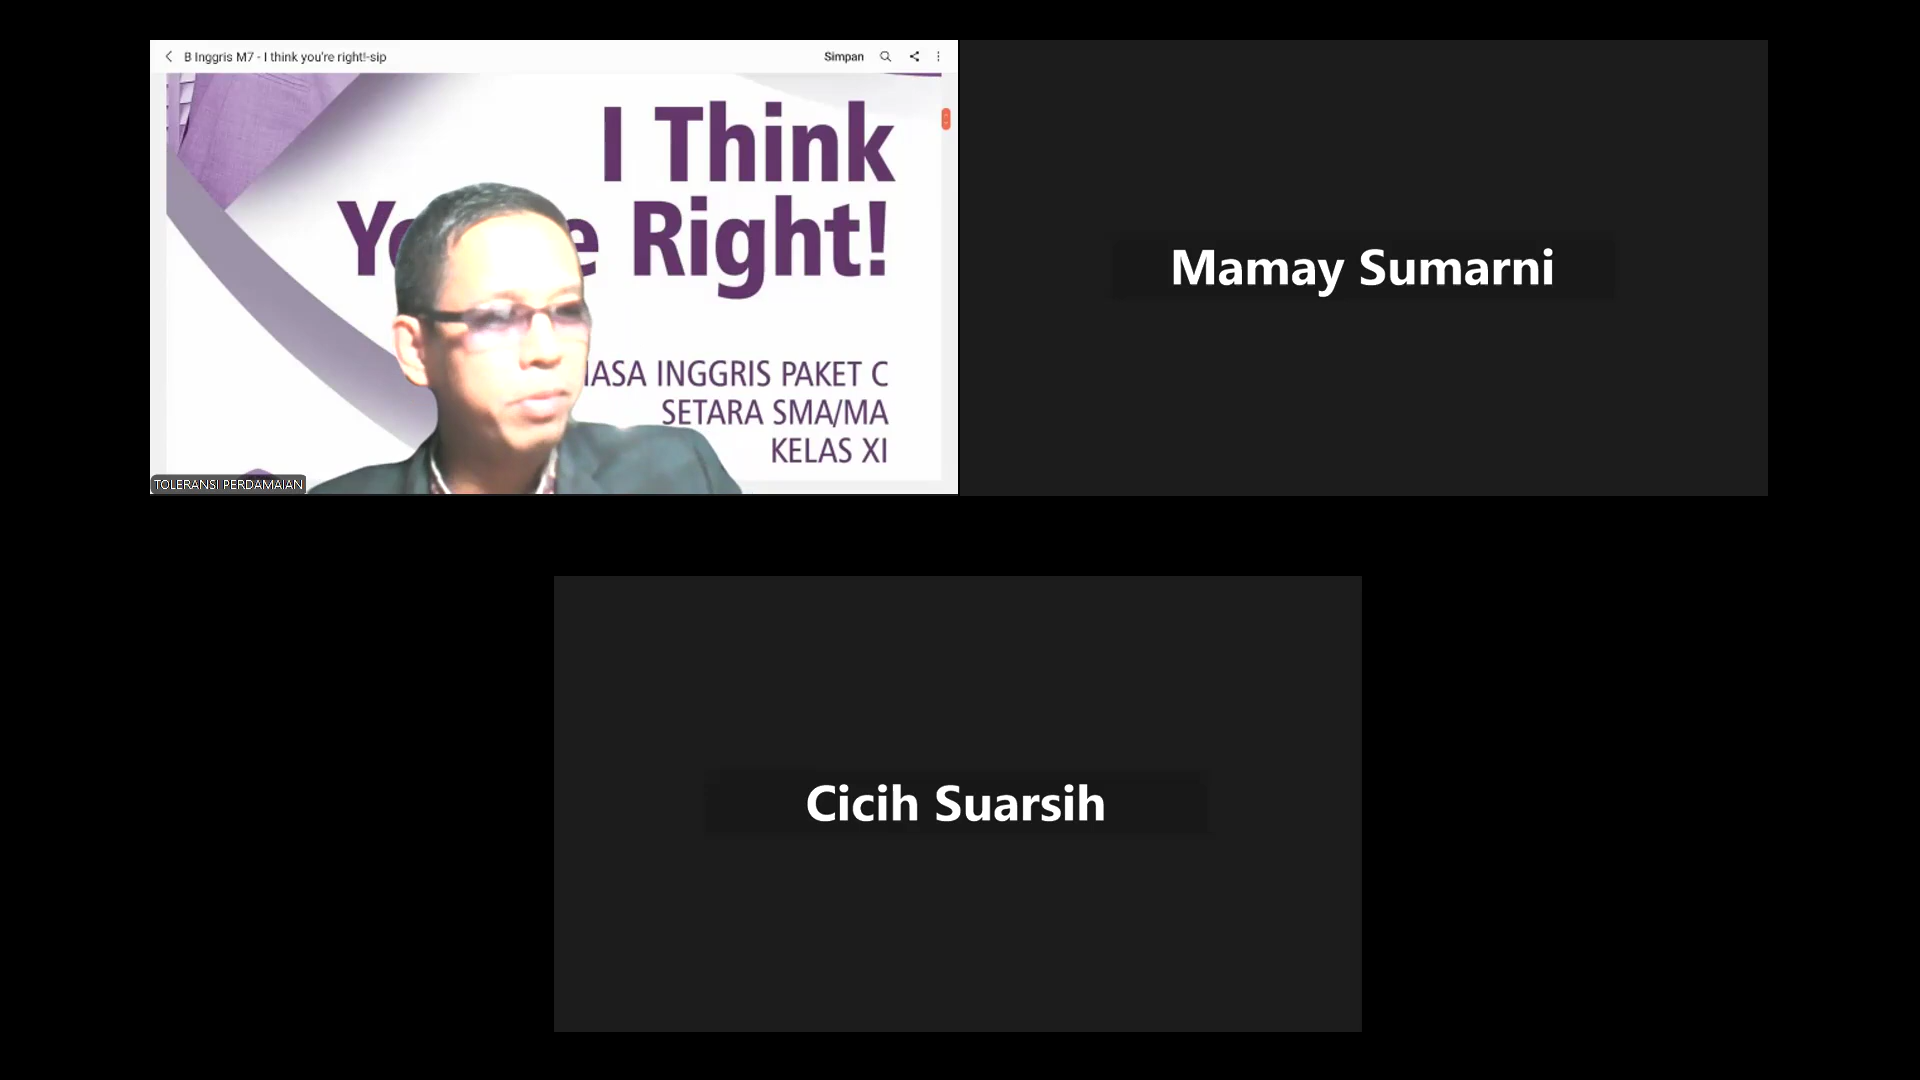 B Inggris M7 - I think you're right!-sip
Simpan
I Think
Right!
INGGRIS PAKET C
SETARA SMA/MA
KELAS XI
TOLERANSI PERDAMAIAN
Mamay Sumarni
Cicih Suarsih